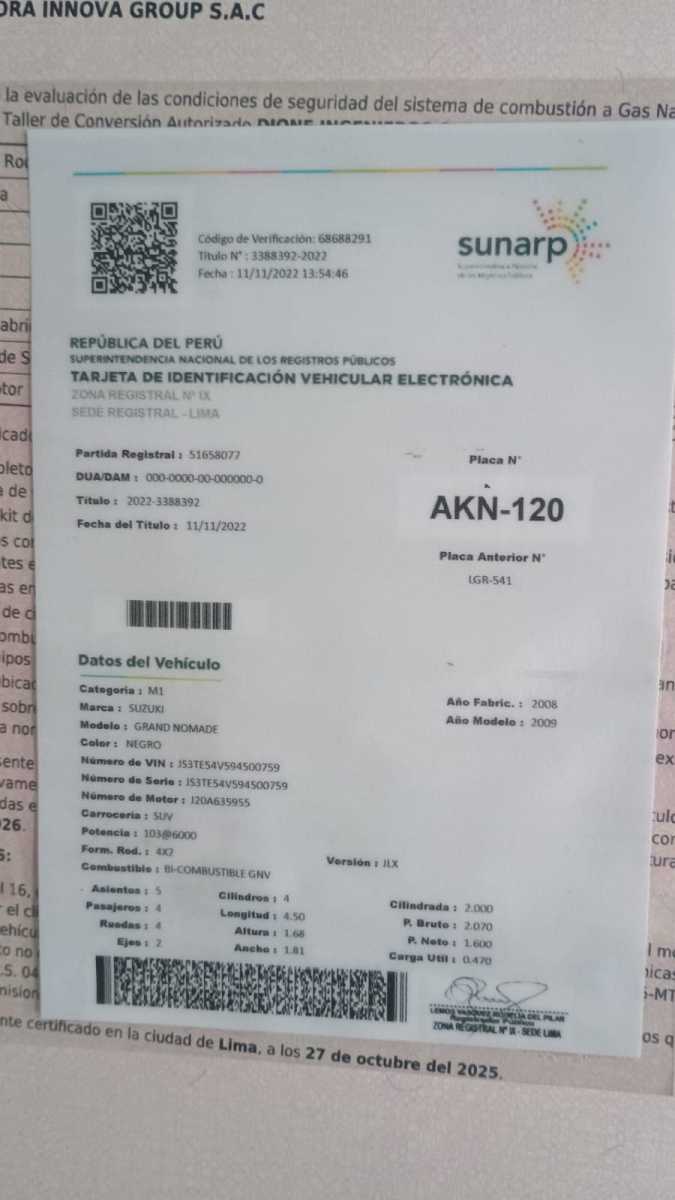 ORA INNOVA GROUP S.A.C
la evaluación de las condiciones de seguridad del sistema de combustión a Gas Na
Taller de Conversión Autorizado
sunarp
Código de Verificación: 68688291
Titulo N° : 3388392-2022
Fecha : 11/11/2022 13:54:46
REPÚBLICA DEL PERÚ
SUPERINTENDENCIA NACIONAL DE LOS REGISTROS PÚBLICOS
TARJETA DE IDENTIFICACIÓN VEHICULAR ELECTRÓNICA
ZONA REGISTRAL N° IX
SEDE REGISTRAL - LIMA
Partida Registral : 51658077
DUA/DAM : 000-0000-00-000000-0
Titulo : 2022-3388392
Fecha del Titulo : 11/11/2022
Placa N°
AKN-120
Placa Anterior N°
LGR-541
Datos del Vehículo
Categoria : M1
Marca : SUZUKI
Modelo : GRAND NOMADE
Color : NEGRO
Número de VIN : JS3TE54V594500759
Número de Serie : JS3TE54V594500759
Número de Motor : J20A635955
Carroceria : SUV
Potencia : 103@6000
Form. Rod. : 4X2
Combustible : BI-COMBUSTIBLE GNV
Año Fabric. : 2008
Año Modelo : 2009
Versión : JLX
Asientos : 5
Pasajeros : 4
Ruedas : 4
Ejes : 2
Cilindros : 4
Longitud : 4.50
Altura : 1.68
Ancho : 1.81
Cilindrada : 2.000
P. Bruto : 2.070
P. Neto : 1.600
Carga Util : 0.470
ZONA REGISTRAL N° IX - SEDE LIMA
nte certificado en la ciudad de Lima, a los 27 de octubre del 2025.